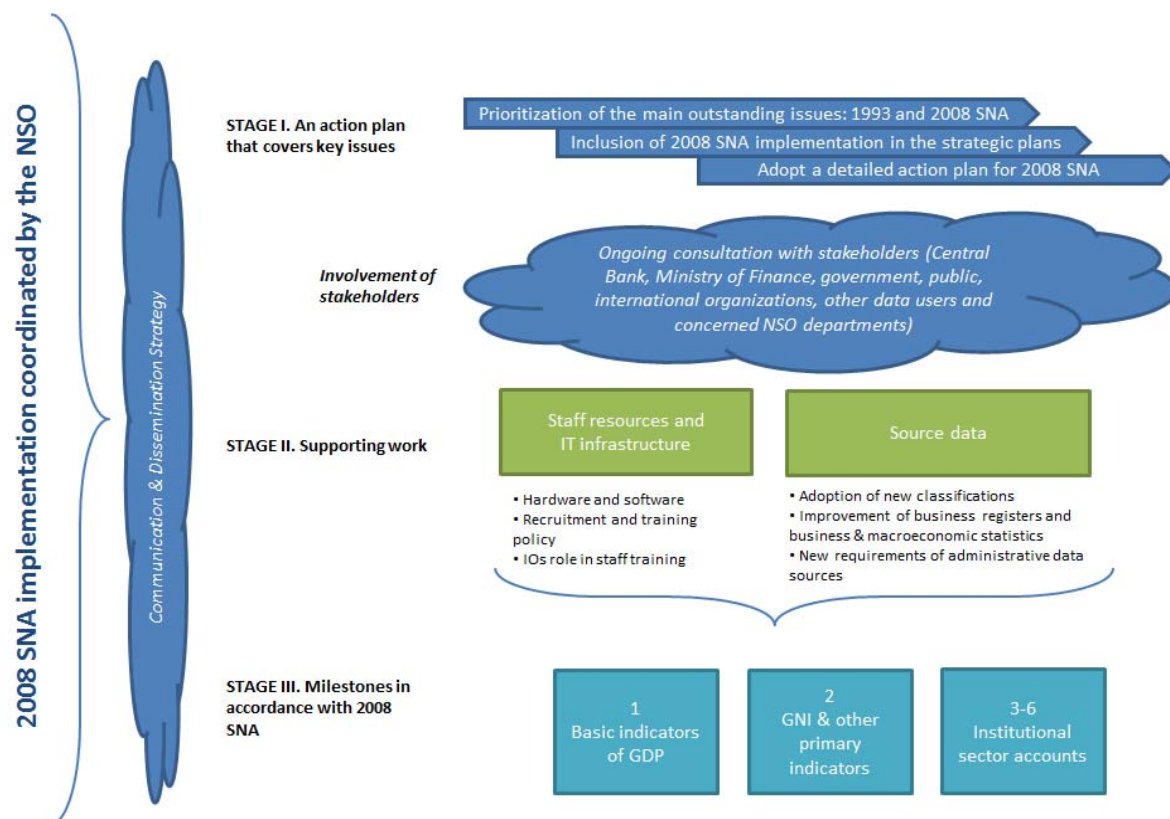 2008 SNA implementation coordinated by the NSO
Communication & Dissemination Strategy
STAGE I. An action plan
that covers key issues
Prioritization of the main outstanding issues: 1993 and 2008 SNA
Inclusion of 2008 SNA implementation in the strategic plans
Adopt a detailed action plan for 2008 SNA
Involvement of
stakeholders
Ongoing consultation with stakeholders (Central
Bank, Ministry of Finance, government, public,
international organizations, other data users and
concerned NSO departments)
STAGE II. Supporting work
Staff resources and
IT infrastructure
• Hardware and software
• Recruitment and training
policy
• IOs role in staff training
Source data
• Adoption of new classifications
• Improvement of business registers and
business & macroeconomic statistics
• New requirements of administrative data
sources
STAGE III. Milestones in
accordance with 2008
SNA
1
Basic indicators
of GDP
2
GNI & other
primary
indicators
3-6
Institutional
sector accounts